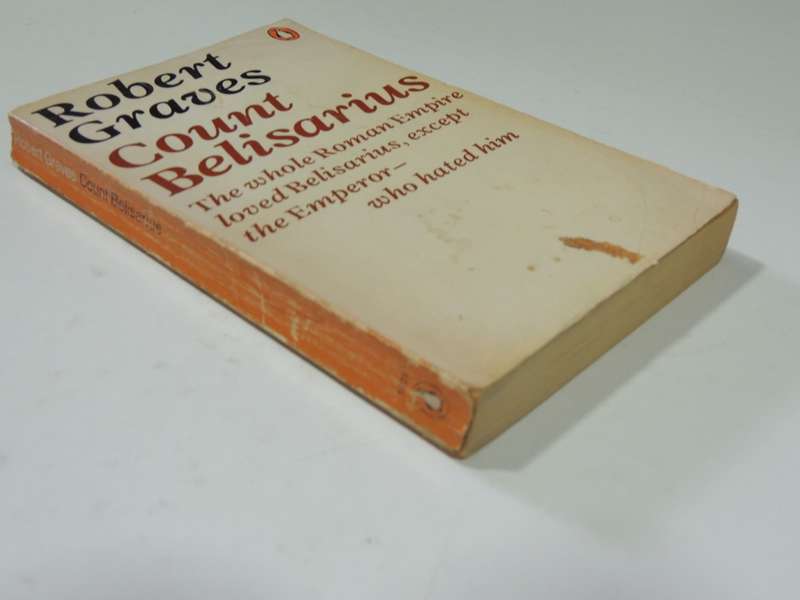 Robert
Graves
Count
Belisarius
The whole Roman Empire
loved Belisarius, except
the Emperor –
who hated him
Robert Graves Count Belisarius